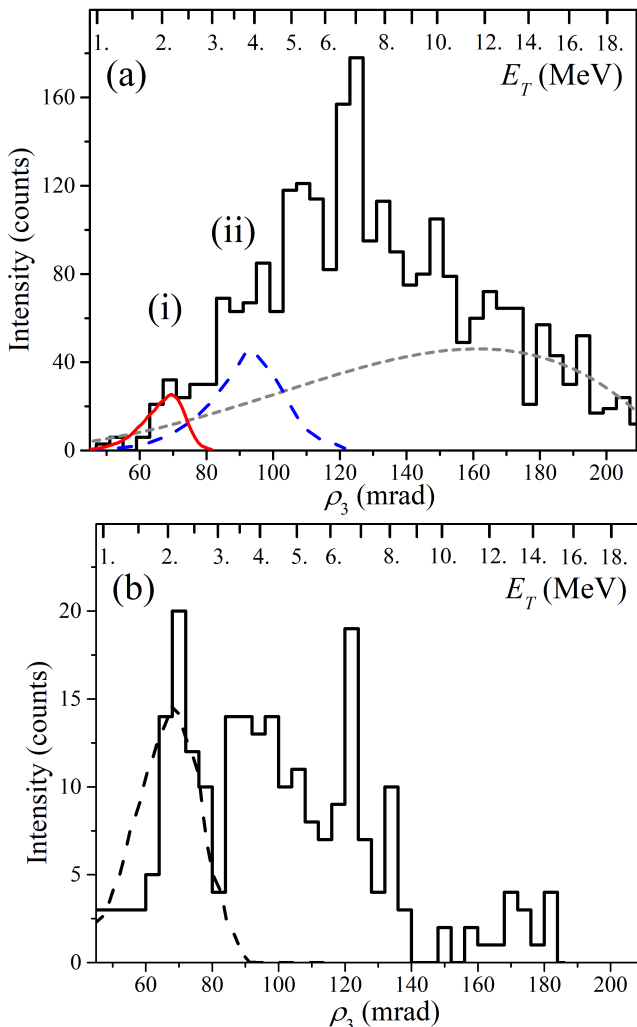 1. 2. 3. 4. 5. 6. 8. 10. 12. 14. 16. 18.
(a)
E_T (MeV)
160
120
80
40
0
Intensity (counts)
(ii)
(i)
60 80 100 120 140 160 180 200
ρ₃ (mrad)
1. 2. 3. 4. 5. 6. 8. 10. 12. 14. 16. 18.
(b)
E_T (MeV)
20
15
10
5
0
Intensity (counts)
60 80 100 120 140 160 180 200
ρ₃ (mrad)